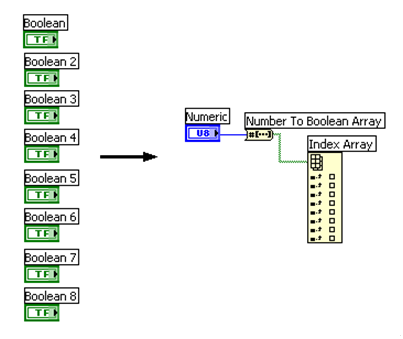 Boolean
TF
Boolean 2
TF
Boolean 3
TF
Boolean 4
TF
Boolean 5
TF
Boolean 6
TF
Boolean 7
TF
Boolean 8
TF
Numeric
U8
Number To Boolean Array
#[...]
Index Array